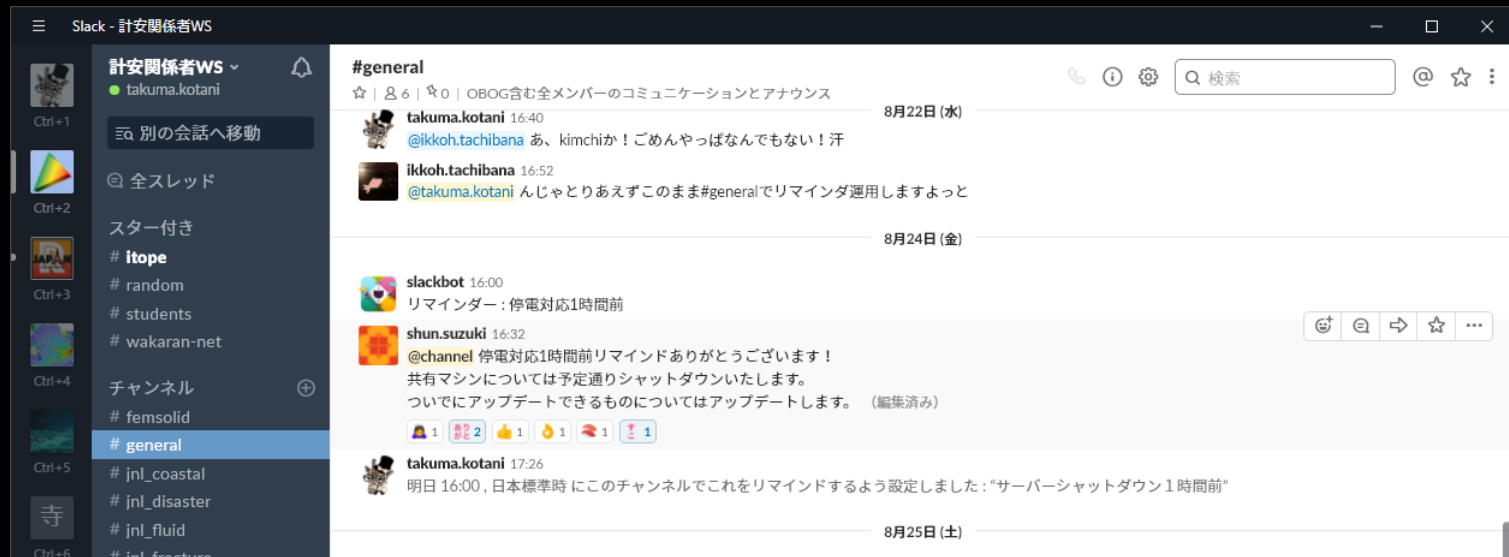 Slack - 計安関係者WS
Ctrl+1
Ctrl+2
JAPAN
Ctrl+3
Ctrl+4
Ctrl+5
寺
Ctrl+6
計安関係者WS
takuma.kotani
別の会話へ移動
全スレッド
スター付き
# itope
# random
# students
# wakaran-net
チャンネル
# femsolid
# general
# jnl_coastal
# jnl_disaster
# jnl_fluid
# jnl_fracture
#general
6 | 0 | OBOG含む全メンバーのコミュニケーションとアナウンス
検索
8月22日 (水)
takuma.kotani 16:40
@ikkoh.tachibana あ、kimchiか！ごめんやっぱなんでもない！汗
ikkoh.tachibana 16:52
@takuma.kotani んじゃとりあえずこのまま#generalでリマインダ運用しますよっと
8月24日 (金)
slackbot 16:00
リマインダー : 停電対応1時間前
shun.suzuki 16:32
@channel 停電対応1時間前リマインドありがとうございます！
共有マシンについては予定通りシャットダウンいたします。
ついでにアップデートできるものについてはアップデートします。 （編集済み）
1 2 1 1 1 1
takuma.kotani 17:26
明日 16:00 , 日本標準時 にこのチャンネルでこれをリマインドするよう設定しました : “サーバーシャットダウン１時間前”
8月25日 (土)